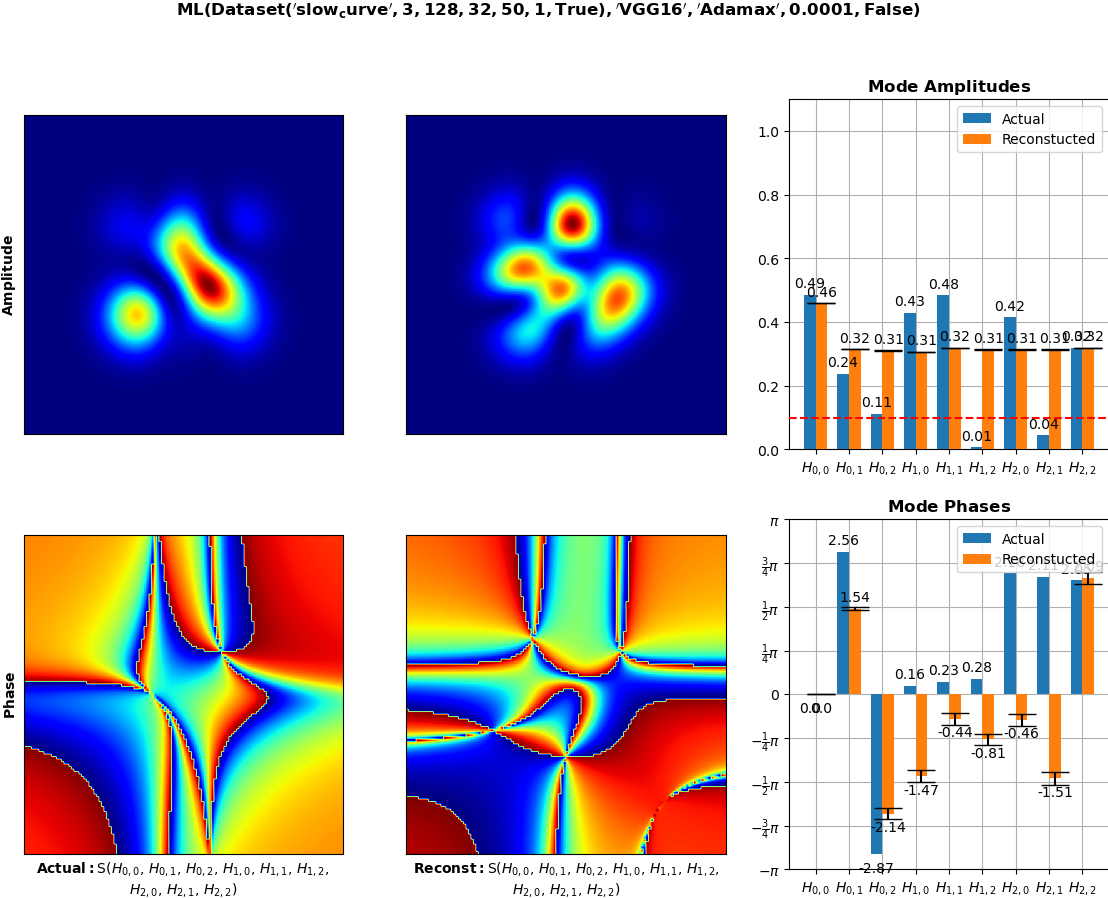 ML(Dataset('slow_curve', 3, 128, 32, 50, 1, True), 'VGG16', 'Adamax', 0.0001, False)
Amplitude
Mode Amplitudes
Actual
Reconstucted
1.0
0.8
0.6
0.4
0.2
0.0
0.49
0.46
0.24
0.32
0.11
0.31
0.43
0.31
0.48
0.32
0.01
0.31
0.42
0.31
0.04
0.31
0.32
0.32
H0,0 H0,1 H0,2 H1,0 H1,1 H1,2 H2,0 H2,1 H2,2
Phase
Actual: S(H0,0, H0,1, H0,2, H1,0, H1,1, H1,2,
H2,0, H2,1, H2,2)
Reconst: S(H0,0, H0,1, H0,2, H1,0, H1,1, H1,2,
H2,0, H2,1, H2,2)
Mode Phases
Actual
Reconstucted
π
3/4π
1/2π
1/4π
0
−1/4π
−1/2π
−3/4π
−π
0.0
0.0
2.56
1.54
-2.87
-2.14
0.16
-1.47
0.23
-0.44
0.28
-0.81
-0.46
-1.51
H0,0 H0,1 H0,2 H1,0 H1,1 H1,2 H2,0 H2,1 H2,2